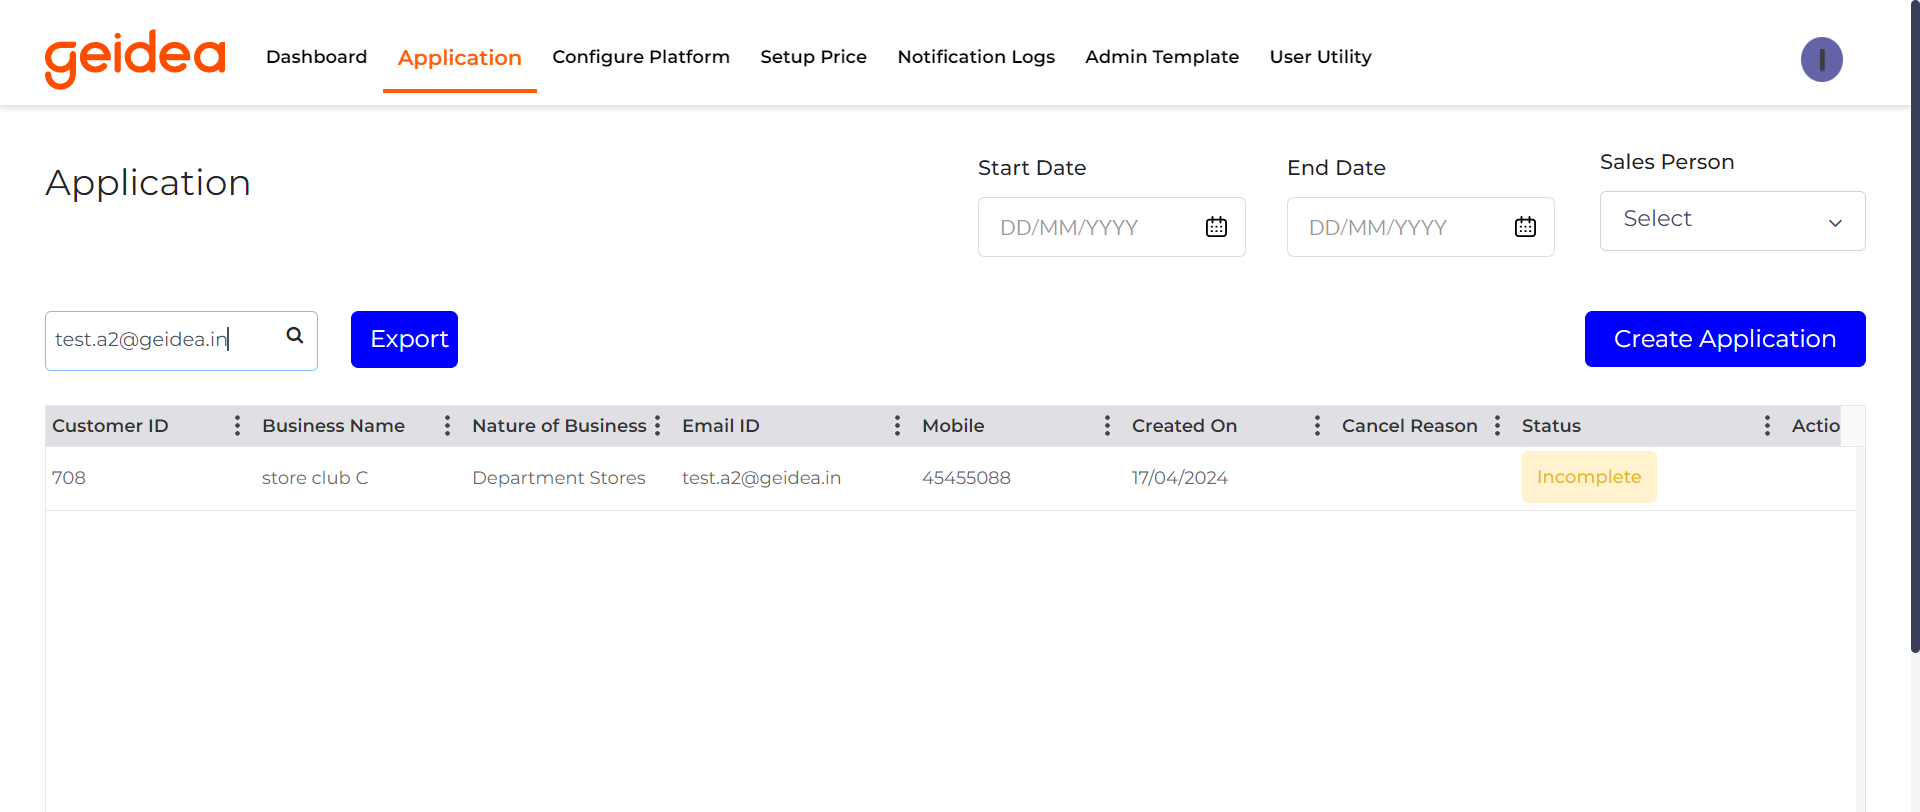 geidea Dashboard Application Configure Platform Setup Price Notification Logs Admin Template User Utility I
Application
Start Date End Date Sales Person
DD/MM/YYYY DD/MM/YYYY Select
test.a2@geidea.in Export Create Application
Customer ID Business Name Nature of Business Email ID Mobile Created On Cancel Reason Status Actio
708 store club C Department Stores test.a2@geidea.in 45455088 17/04/2024 Incomplete